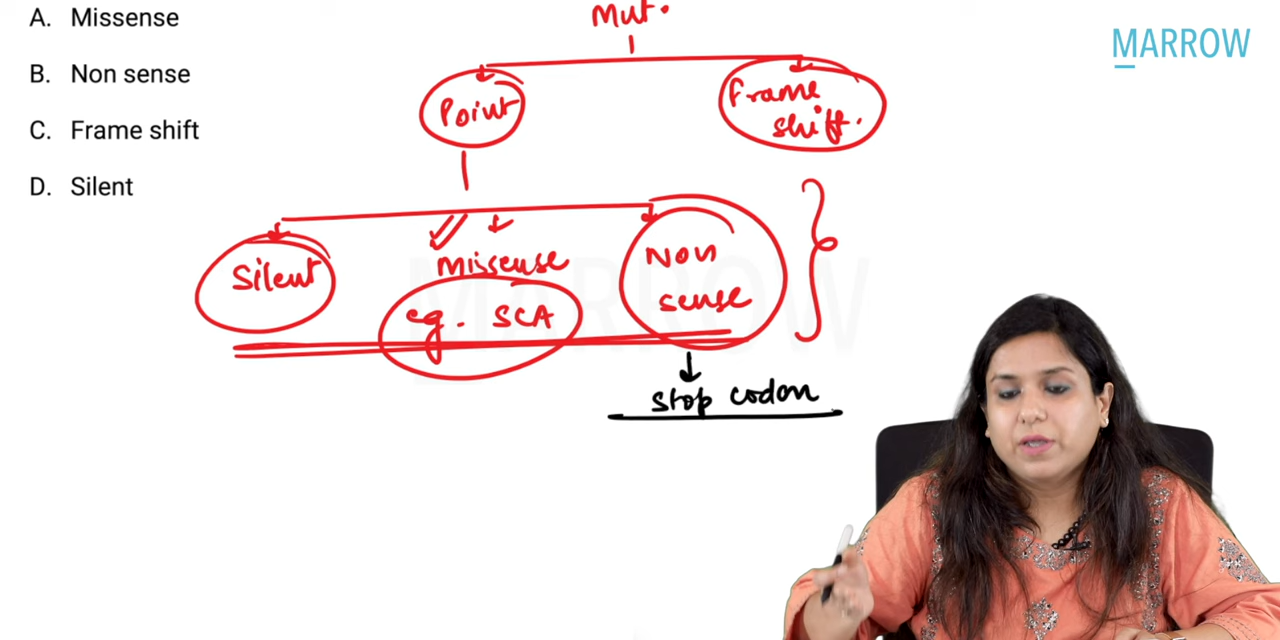 A. Missense
B. Non sense
C. Frame shift
D. Silent
MARROW
Mut.
Point
Frame
shift.
Silent
Missense
Non
sense
eg. SCA
stop codon
MARROW